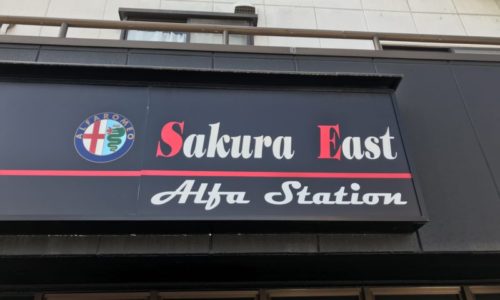 ALFA ROMEO
Sakura East
Alfa Station